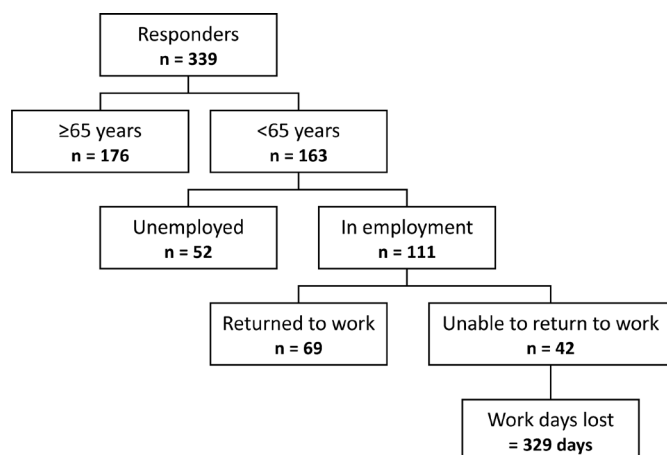 Responders
n = 339
≥65 years
n = 176
<65 years
n = 163
Unemployed
n = 52
In employment
n = 111
Returned to work
n = 69
Unable to return to work
n = 42
Work days lost
= 329 days